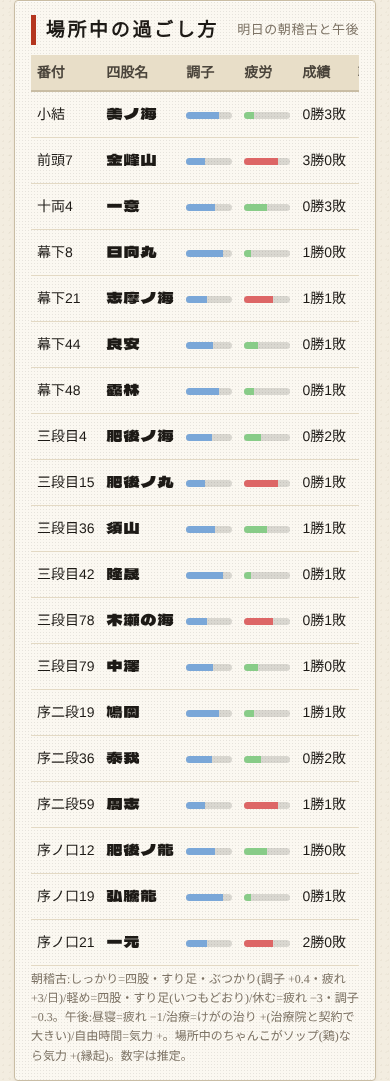 場所中の過ごし方 明日の朝稽古と午後
番付 四股名 調子 疲労 成績
小結 美ノ海 0勝3敗
前頭7 金峰山 3勝0敗
十両4 一意 0勝3敗
幕下8 日向丸 1勝0敗
幕下21 志摩ノ海 1勝1敗
幕下44 良安 0勝1敗
幕下48 霜林 0勝1敗
三段目4 肥後ノ海 0勝2敗
三段目15 肥後ノ丸 0勝1敗
三段目36 須山 1勝1敗
三段目42 隆晟 0勝1敗
三段目78 木瀬の海 0勝1敗
三段目79 中澤 1勝0敗
序二段19 鳩岡 1勝1敗
序二段36 泰我 0勝2敗
序二段59 周志 1勝1敗
序ノ口12 肥後ノ龍 1勝0敗
序ノ口19 弘騰龍 0勝1敗
序ノ口21 一元 2勝0敗
朝稽古:しっかり=四股・すり足・ぶつかり(調子 +0.4・疲れ
+3/日)/軽め=四股・すり足(いつもどおり)/休む=疲れ −3・調子
−0.3。午後:昼寝=疲れ −1/治療=けがの治り +(治療院と契約で
大きい)/自由時間=気力 +。場所中のちゃんこがソップ(鶏)な
ら気力 +(縁起)。数字は推定。